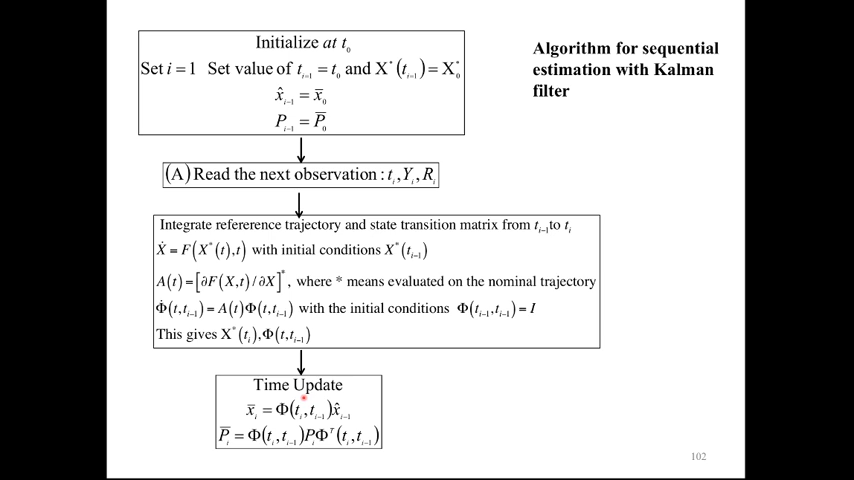 Algorithm for sequential
estimation with Kalman
filter
Initialize at t₀
Set i = 1 Set value of tᵢ₋₁ = t₀ and X*(tᵢ₋₁) = X₀*
x̂ᵢ₋₁ = x̄₀
Pᵢ₋₁ = P̄₀
(A) Read the next observation : tᵢ, Yᵢ, Rᵢ
Integrate refererence trajectory and state transition matrix from tᵢ₋₁to tᵢ
Ẋ = F(X*(t),t) with initial conditions X*(tᵢ₋₁)
A(t) = [∂F(X,t)/∂X]*, where * means evaluated on the nominal trajectory
Φ̇(t,tᵢ₋₁) = A(t)Φ(t,tᵢ₋₁) with the initial conditions Φ(tᵢ₋₁,tᵢ₋₁) = I
This gives X*(tᵢ),Φ(t,tᵢ₋₁)
Time Update
x̄ᵢ = Φ(tᵢ,tᵢ₋₁)x̂ᵢ₋₁
P̄ᵢ = Φ(tᵢ,tᵢ₋₁)PᵢΦᵀ(tᵢ,tᵢ₋₁)
102